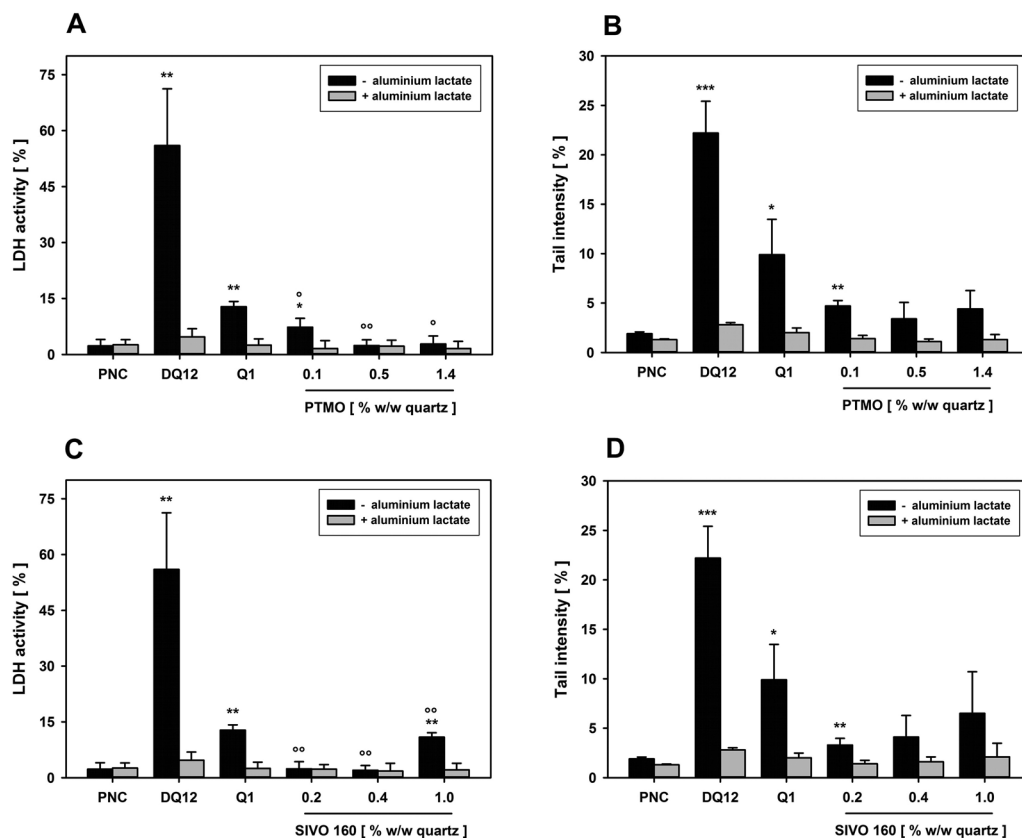 A
LDH activity [ % ]
75
60
45
30
15
0
**
**
°
*
°°
°
- aluminium lactate
+ aluminium lactate
PNC DQ12 Q1 0.1 0.5 1.4
PTMO [ % w/w quartz ]
B
Tail intensity [ % ]
30
25
20
15
10
5
0
***
*
**
- aluminium lactate
+ aluminium lactate
PNC DQ12 Q1 0.1 0.5 1.4
PTMO [ % w/w quartz ]
C
LDH activity [ % ]
75
60
45
30
15
0
**
**
°°
°°
°°
**
- aluminium lactate
+ aluminium lactate
PNC DQ12 Q1 0.2 0.4 1.0
SIVO 160 [ % w/w quartz ]
D
Tail intensity [ % ]
30
25
20
15
10
5
0
***
*
**
- aluminium lactate
+ aluminium lactate
PNC DQ12 Q1 0.2 0.4 1.0
SIVO 160 [ % w/w quartz ]